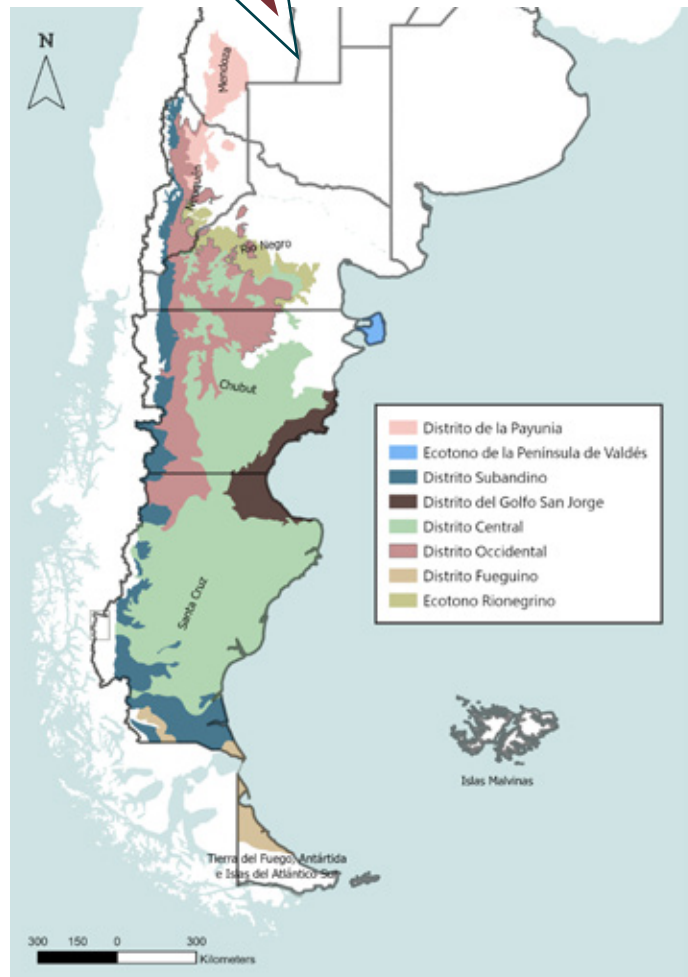 N
Mendoza
Neuquén
Río Negro
Chubut
Distrito de la Payunia
Ecotono de la Península de Valdés
Distrito Subandino
Distrito del Golfo San Jorge
Distrito Central
Distrito Occidental
Distrito Fueguino
Ecotono Rionegrino
Santa Cruz
Islas Malvinas
Tierra del Fuego, Antártida
e Islas del Atlántico Sur
300 150 0 300
Kilometers